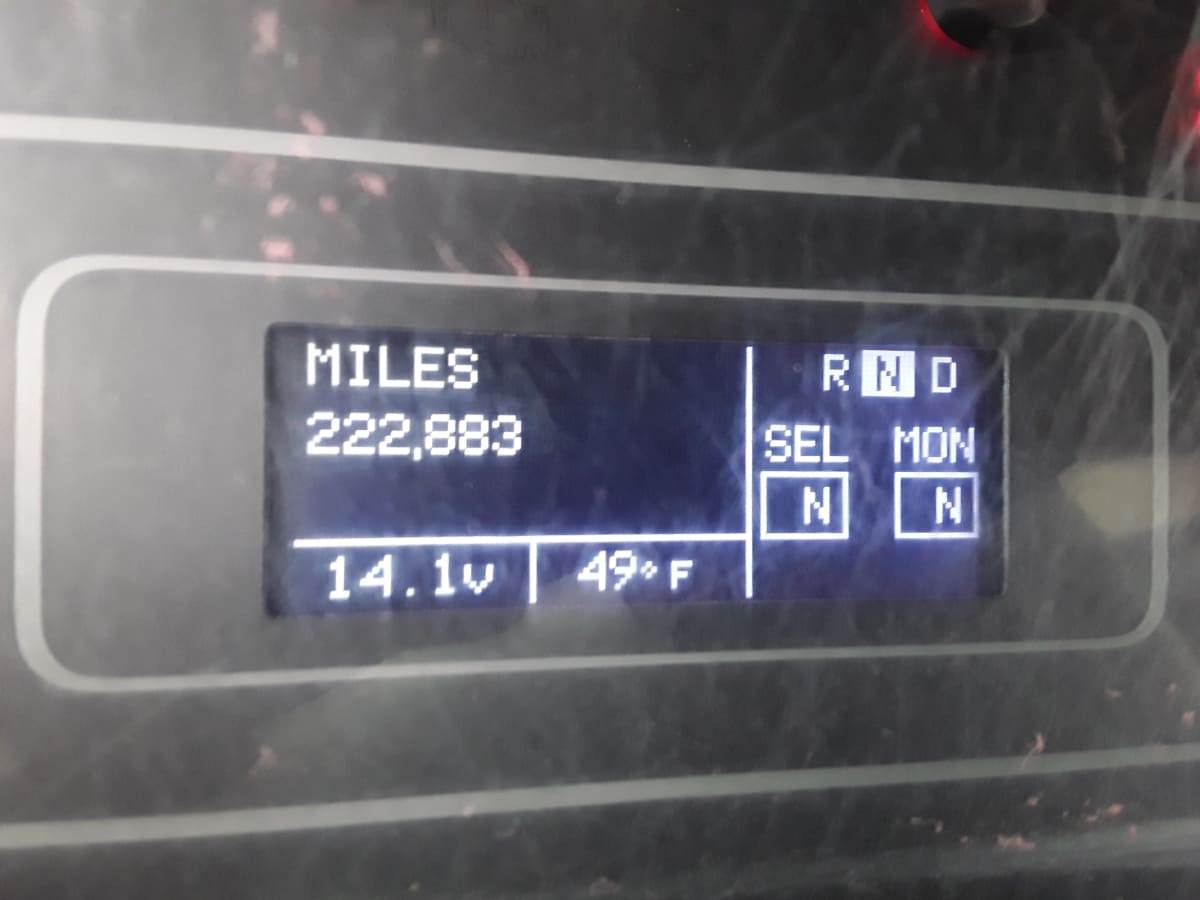 MILES
222,883
14.1v
49°F
R N D
SEL MON
N N